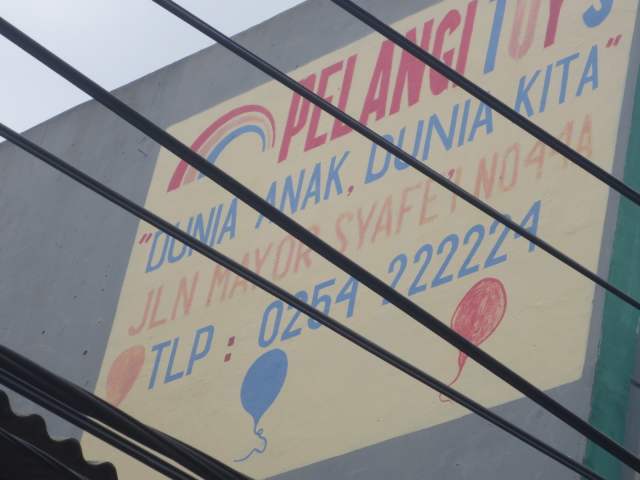 PELANGI TOYS
"DUNIA ANAK, DUNIA KITA"
JLN MAYOR SYAFE'I NO 44A
TLP : 0254 222224